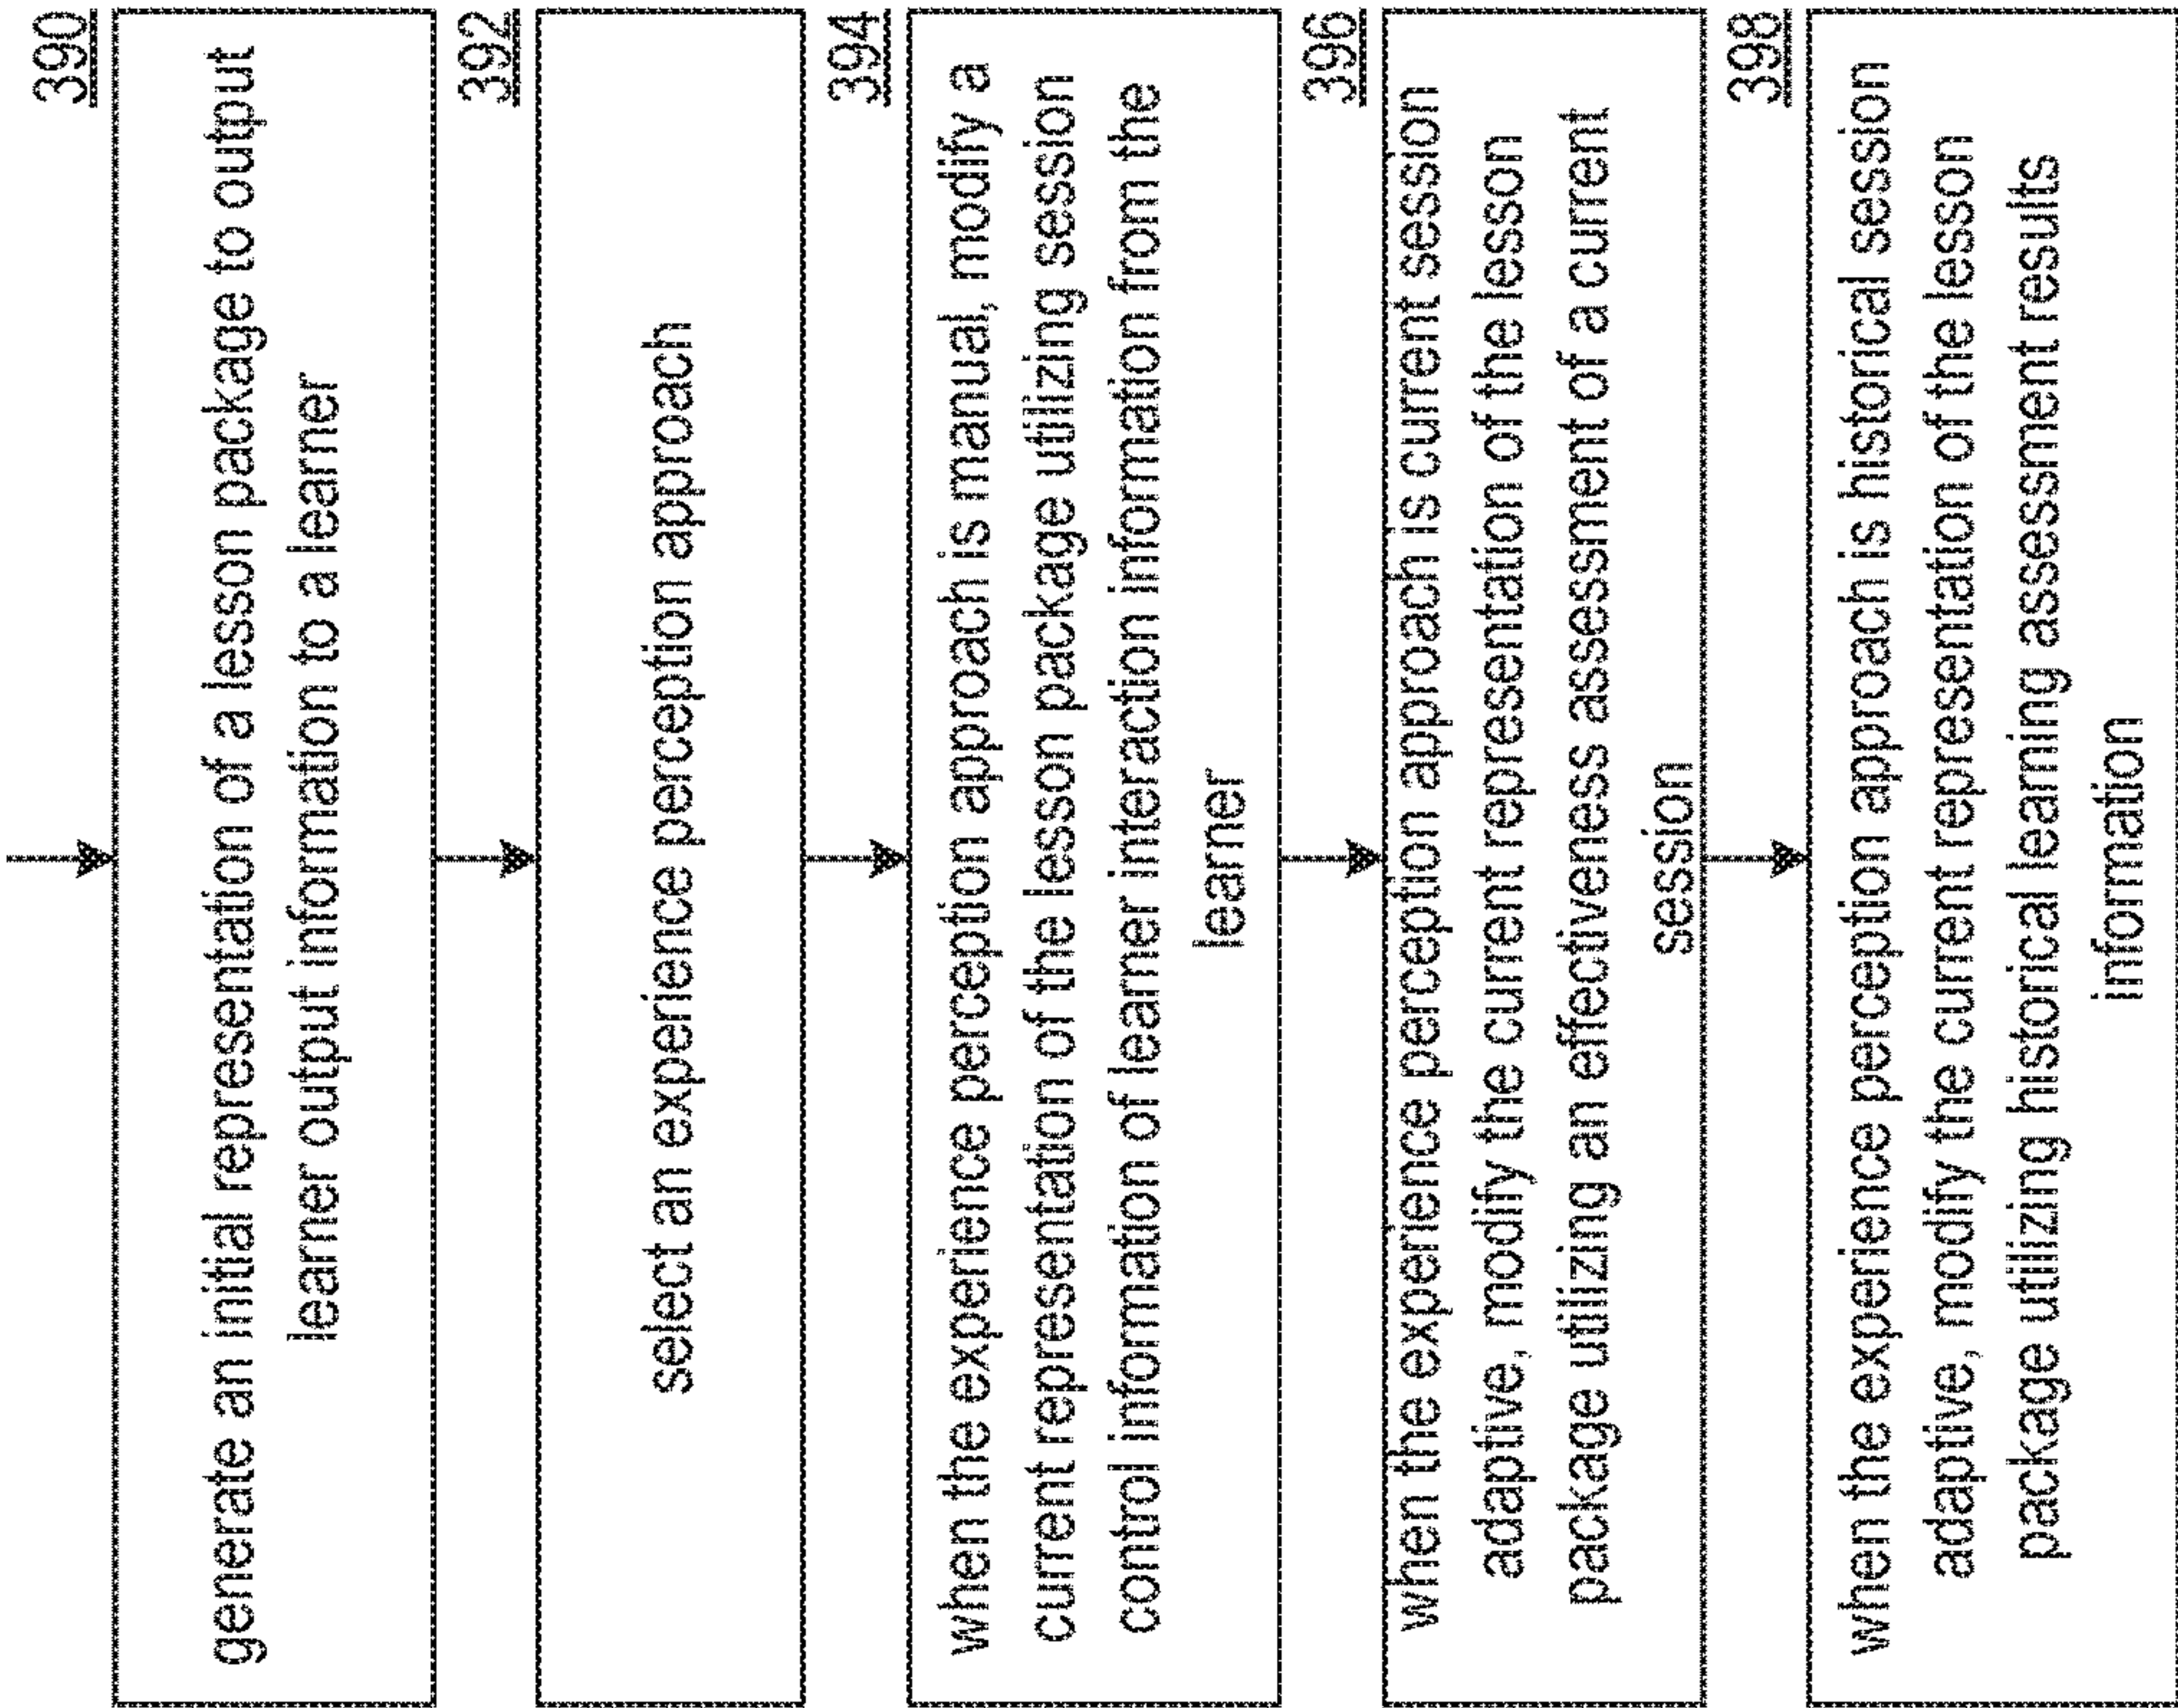 390
generate an initial representation of a lesson package to output
learner output information to a learner
392
select an experience perception approach
394
when the experience perception approach is manual, modify a
current representation of the lesson package utilizing session
control information of learner interaction information from the
learner
396
when the experience perception approach is current session
adaptive, modify the current representation of the lesson
package utilizing an effectiveness assessment of a current
session
398
when the experience perception approach is historical session
adaptive, modify the current representation of the lesson
package utilizing historical learning assessment results
information